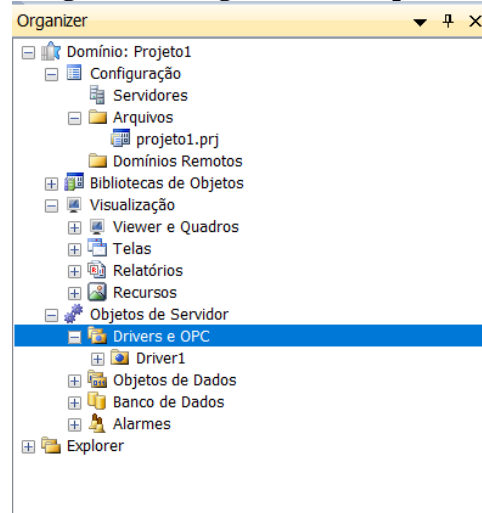 Organizer
Domínio: Projeto1
Configuração
Servidores
Arquivos
projeto1.prj
Domínios Remotos
Bibliotecas de Objetos
Visualização
Viewer e Quadros
Telas
Relatórios
Recursos
Objetos de Servidor
Drivers e OPC
Driver1
Objetos de Dados
Banco de Dados
Alarmes
Explorer